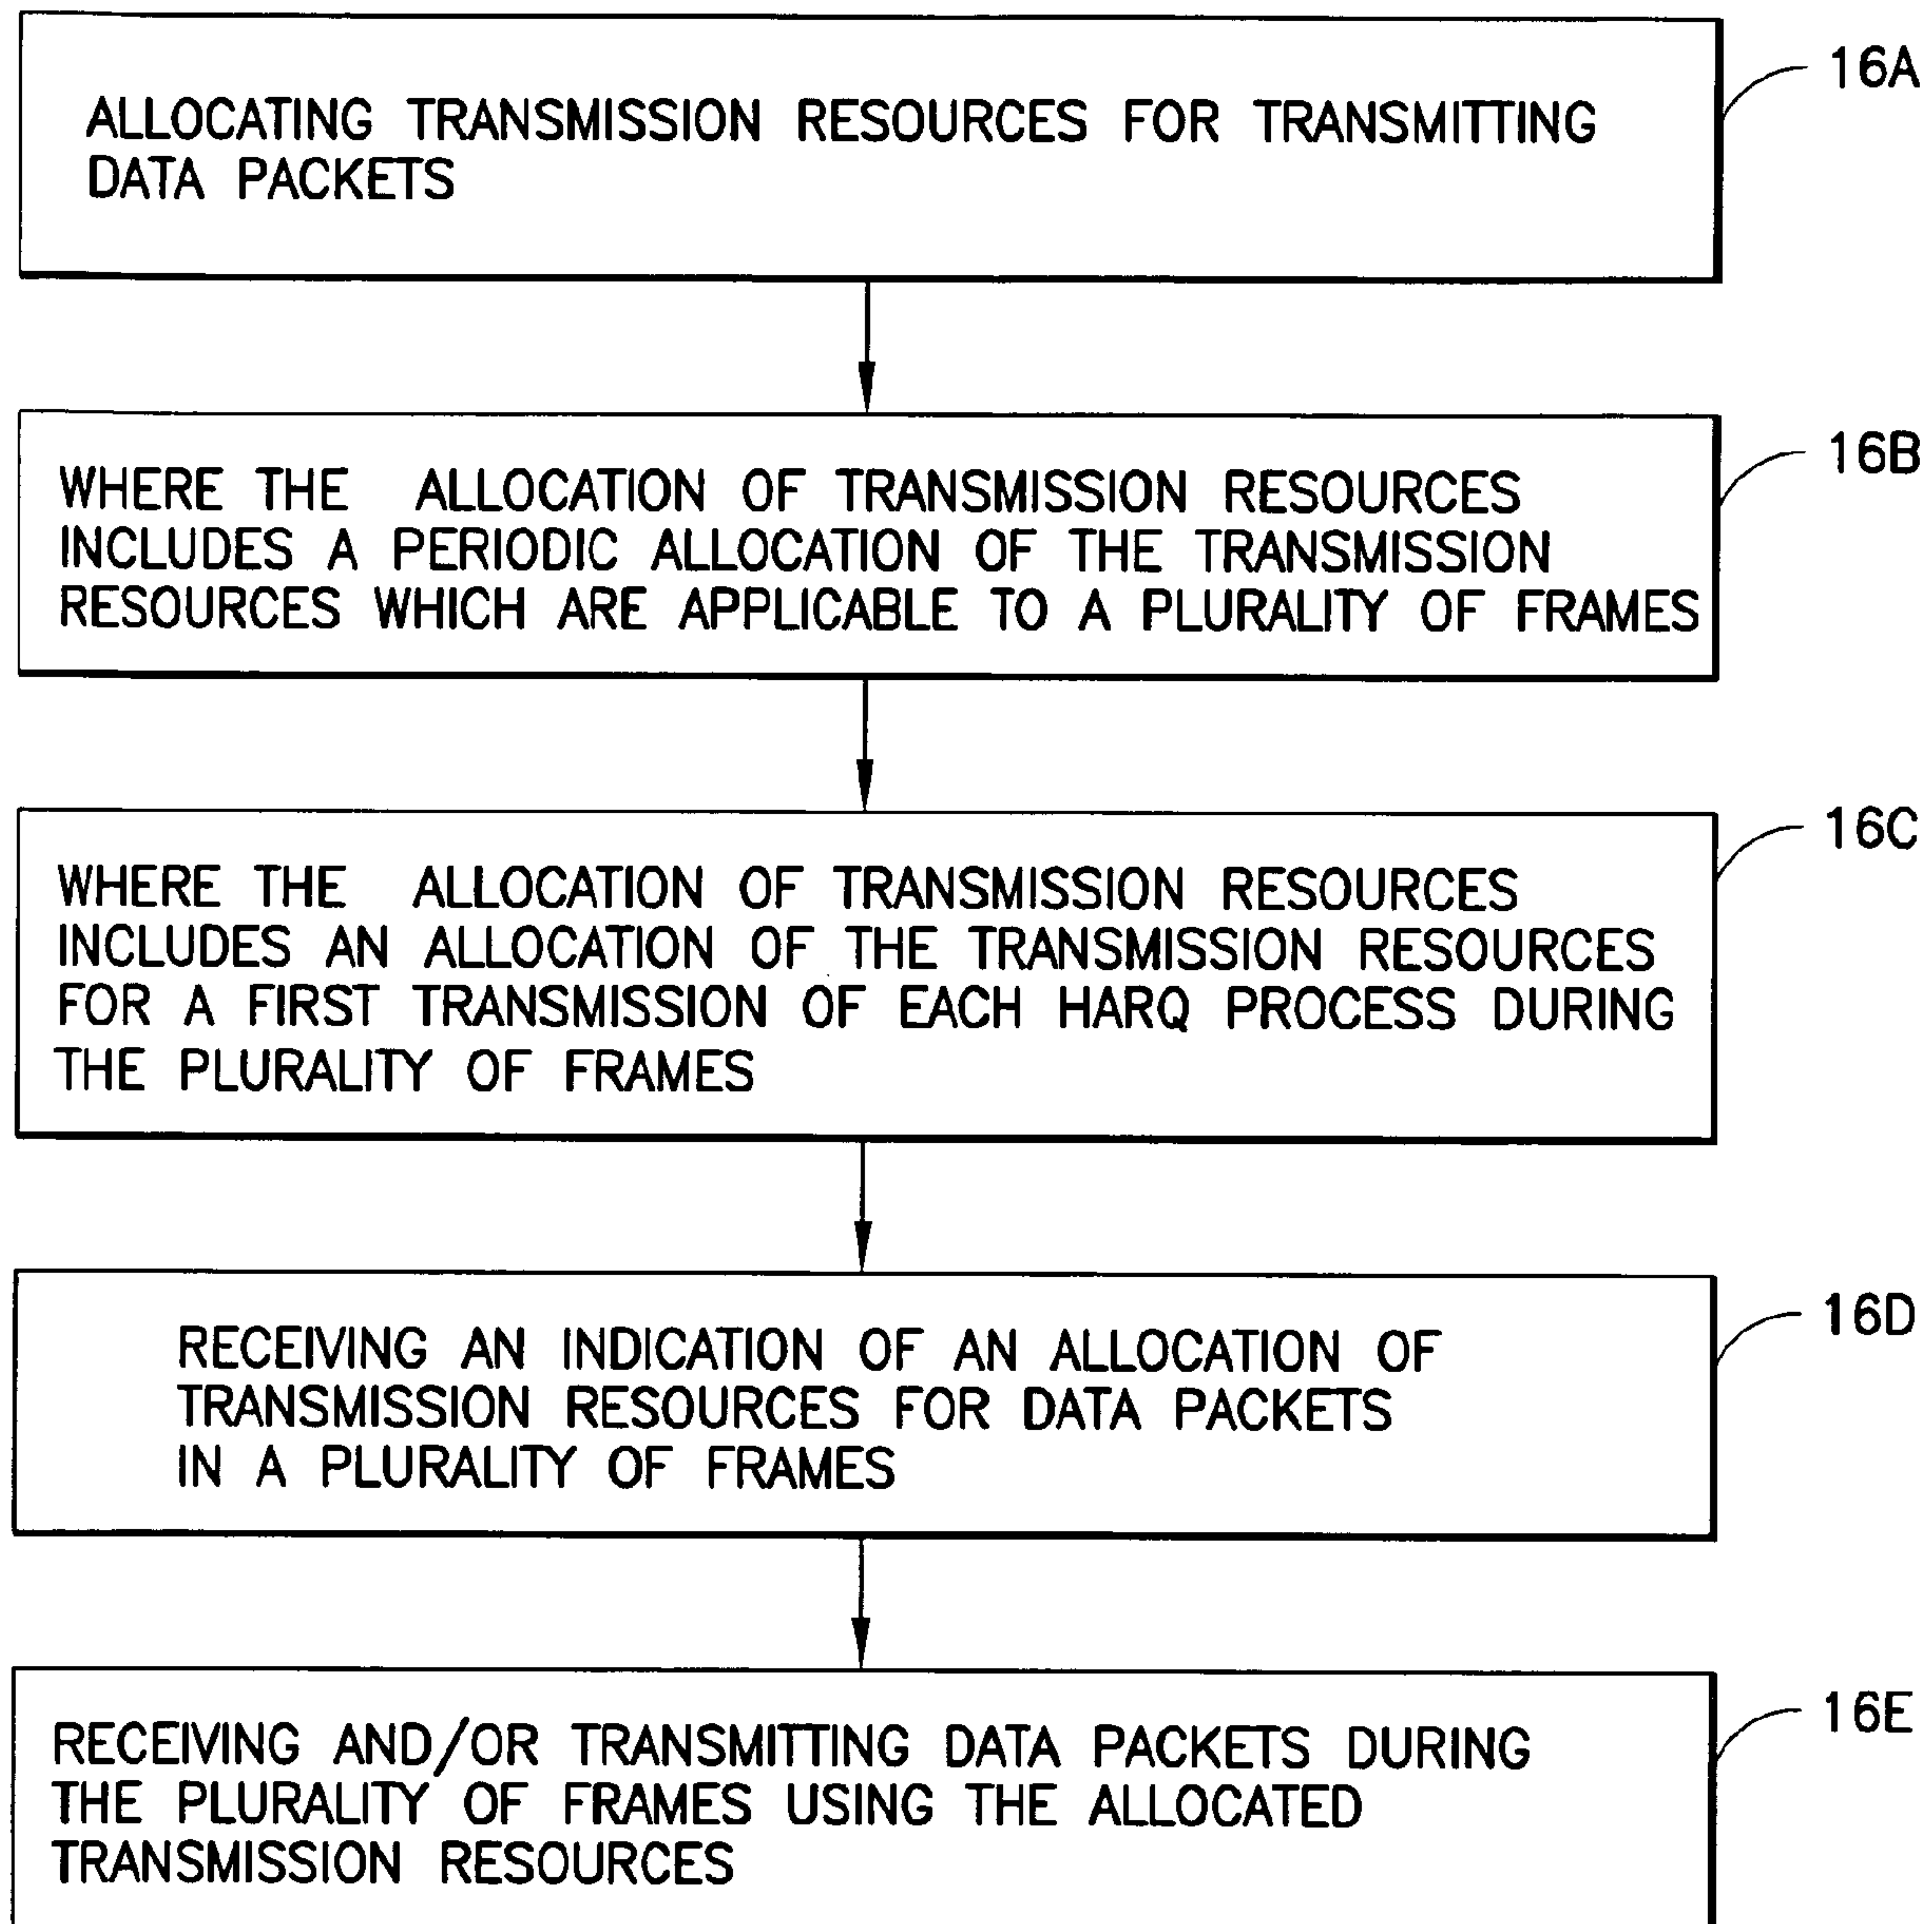 16A
ALLOCATING TRANSMISSION RESOURCES FOR TRANSMITTING
DATA PACKETS
16B
WHERE THE ALLOCATION OF TRANSMISSION RESOURCES
INCLUDES A PERIODIC ALLOCATION OF THE TRANSMISSION
RESOURCES WHICH ARE APPLICABLE TO A PLURALITY OF FRAMES
16C
WHERE THE ALLOCATION OF TRANSMISSION RESOURCES
INCLUDES AN ALLOCATION OF THE TRANSMISSION RESOURCES
FOR A FIRST TRANSMISSION OF EACH HARQ PROCESS DURING
THE PLURALITY OF FRAMES
16D
RECEIVING AN INDICATION OF AN ALLOCATION OF
TRANSMISSION RESOURCES FOR DATA PACKETS
IN A PLURALITY OF FRAMES
16E
RECEIVING AND/OR TRANSMITTING DATA PACKETS DURING
THE PLURALITY OF FRAMES USING THE ALLOCATED
TRANSMISSION RESOURCES